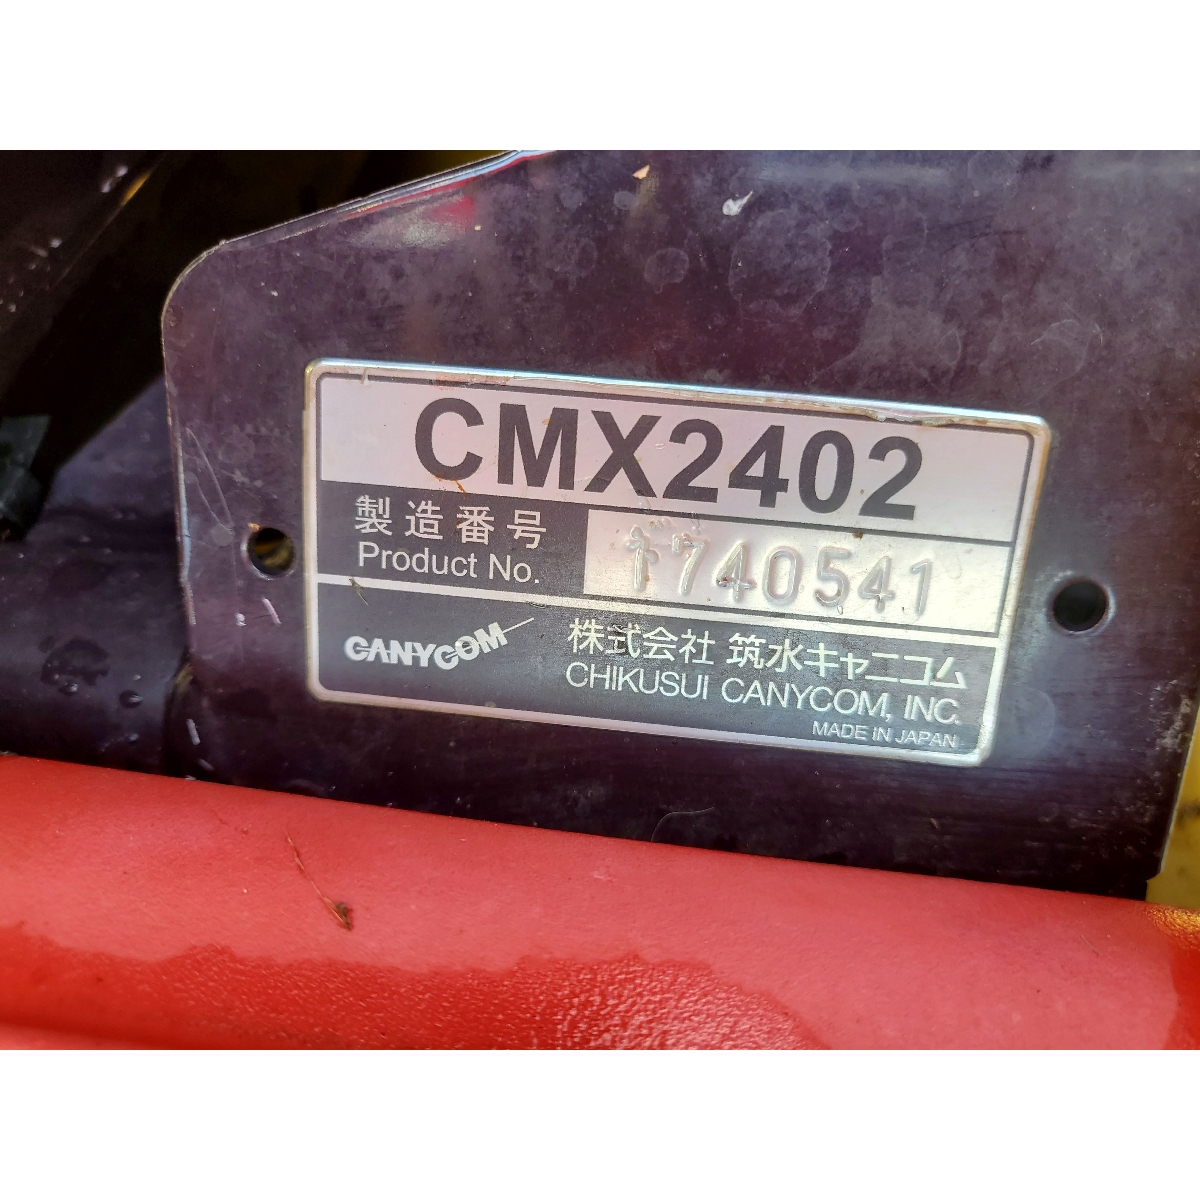 CMX2402
製造番号
Product No.
1740541
CANYCOM
株式会社 筑水キャニコム
CHIKUSUI CANYCOM, INC.
MADE IN JAPAN